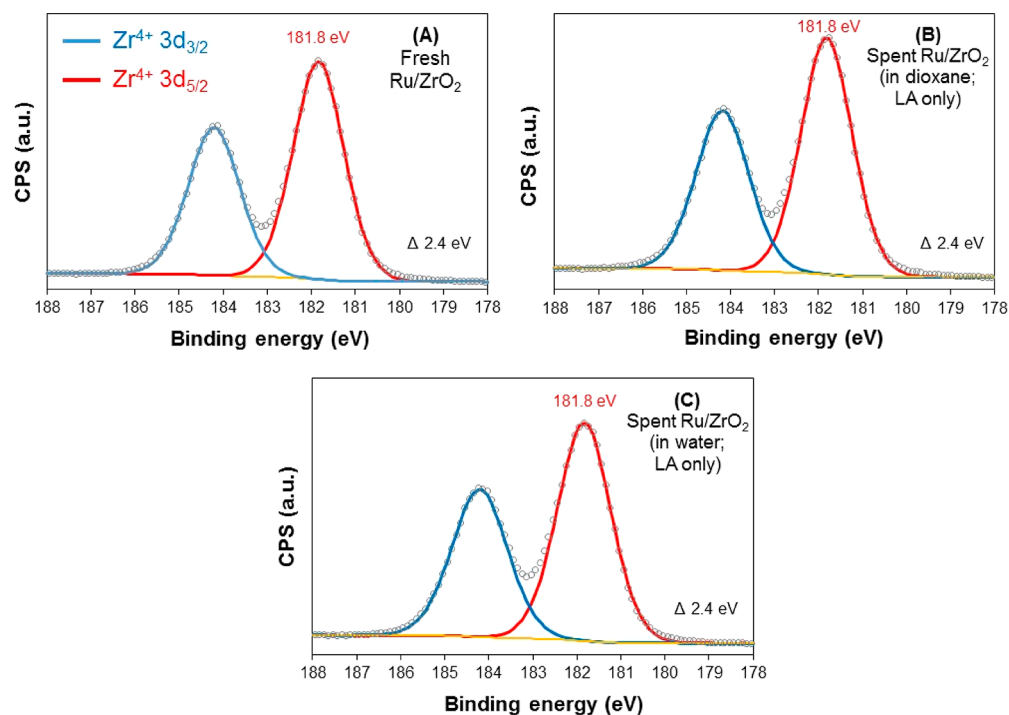 Zr⁴⁺ 3d₃/₂
Zr⁴⁺ 3d₅/₂
181.8 eV
(A)
Fresh
Ru/ZrO₂
Δ 2.4 eV
CPS (a.u.)
188 187 186 185 184 183 182 181 180 179 178
Binding energy (eV)
181.8 eV
(B)
Spent Ru/ZrO₂
(in dioxane;
LA only)
Δ 2.4 eV
CPS (a.u.)
188 187 186 185 184 183 182 181 180 179 178
Binding energy (eV)
181.8 eV
(C)
Spent Ru/ZrO₂
(in water;
LA only)
Δ 2.4 eV
CPS (a.u.)
188 187 186 185 184 183 182 181 180 179 178
Binding energy (eV)